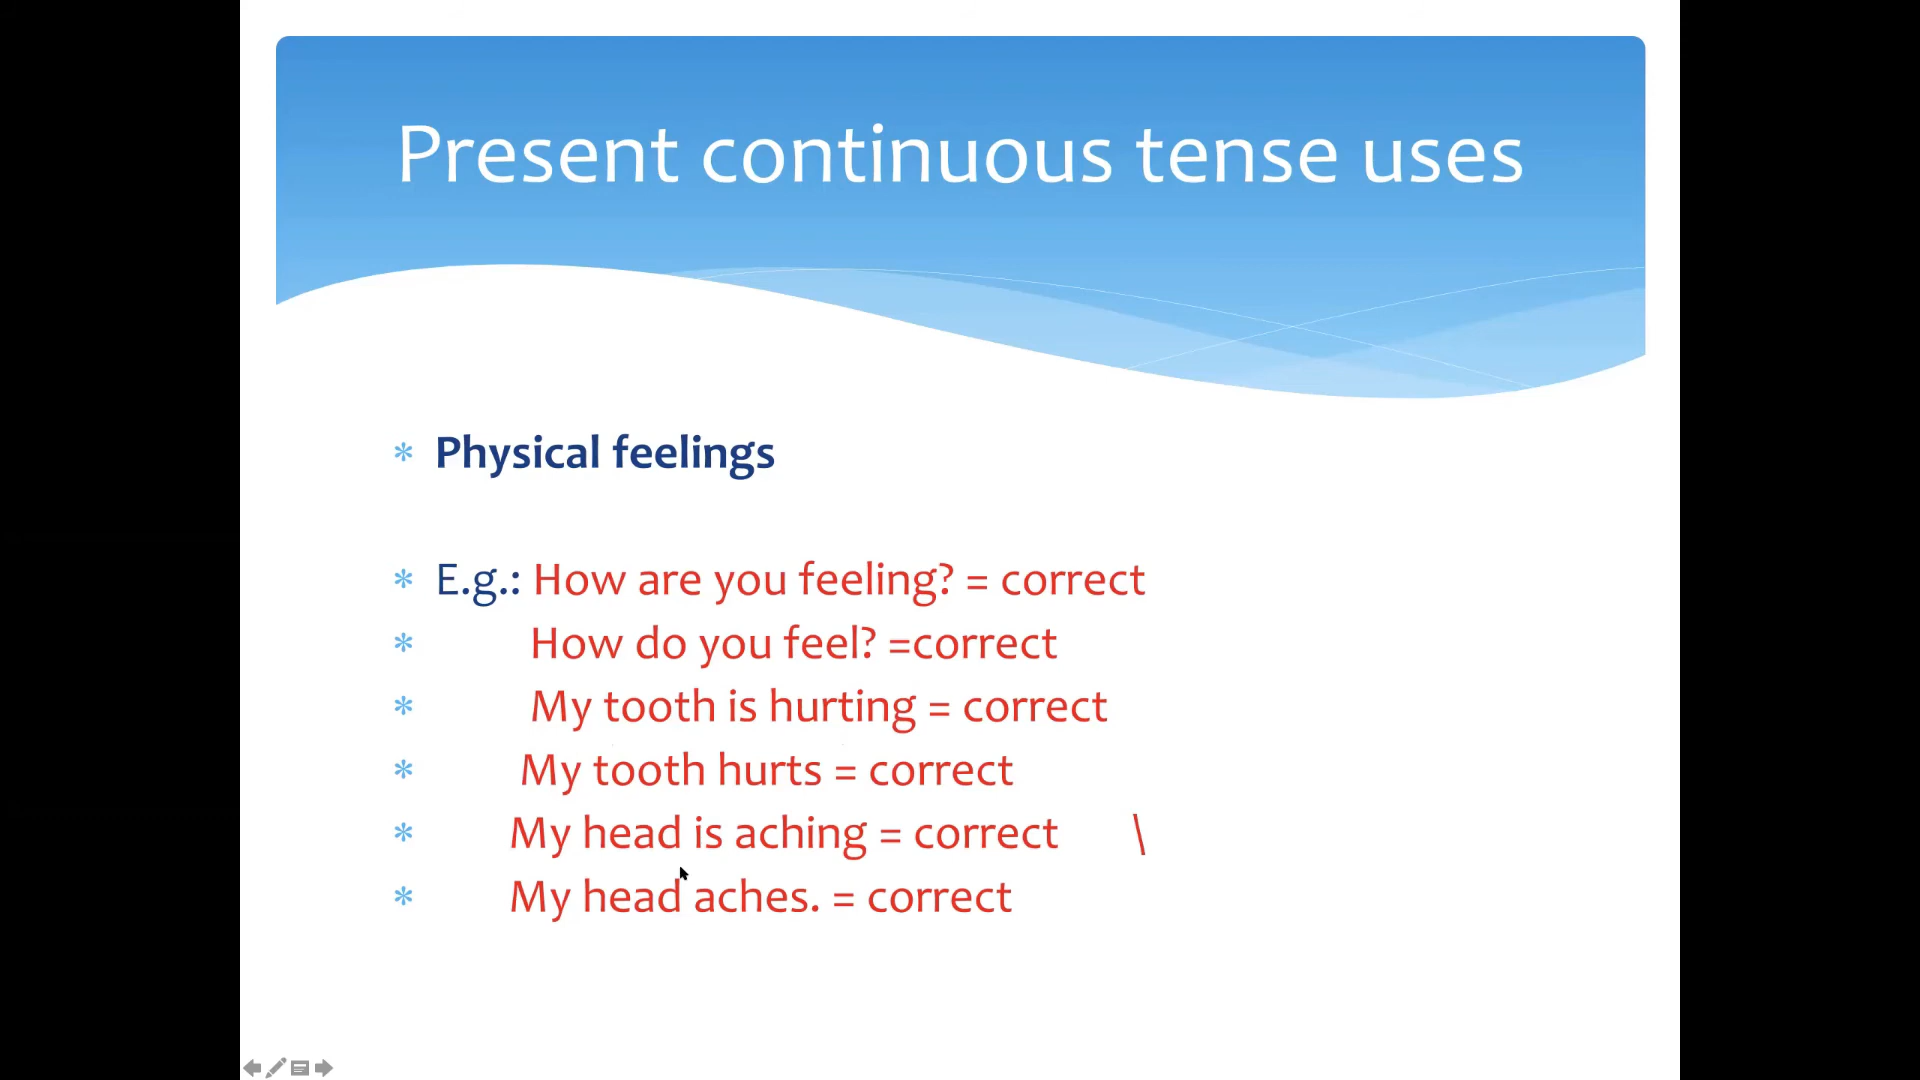 Present continuous tense uses
* Physical feelings
* E.g.: How are you feeling? = correct
* How do you feel? =correct
* My tooth is hurting = correct
* My tooth hurts = correct
* My head is aching = correct \
* My head aches. = correct